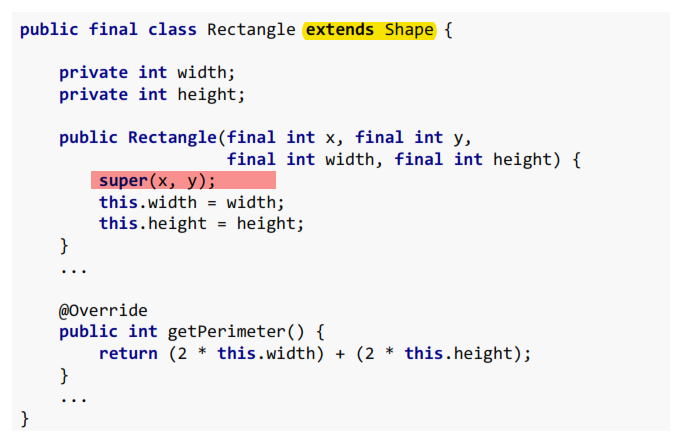 public final class Rectangle extends Shape {
private int width;
private int height;
public Rectangle(final int x, final int y,
final int width, final int height) {
super(x, y);
this.width = width;
this.height = height;
}
...
@Override
public int getPerimeter() {
return (2 * this.width) + (2 * this.height);
}
...
}